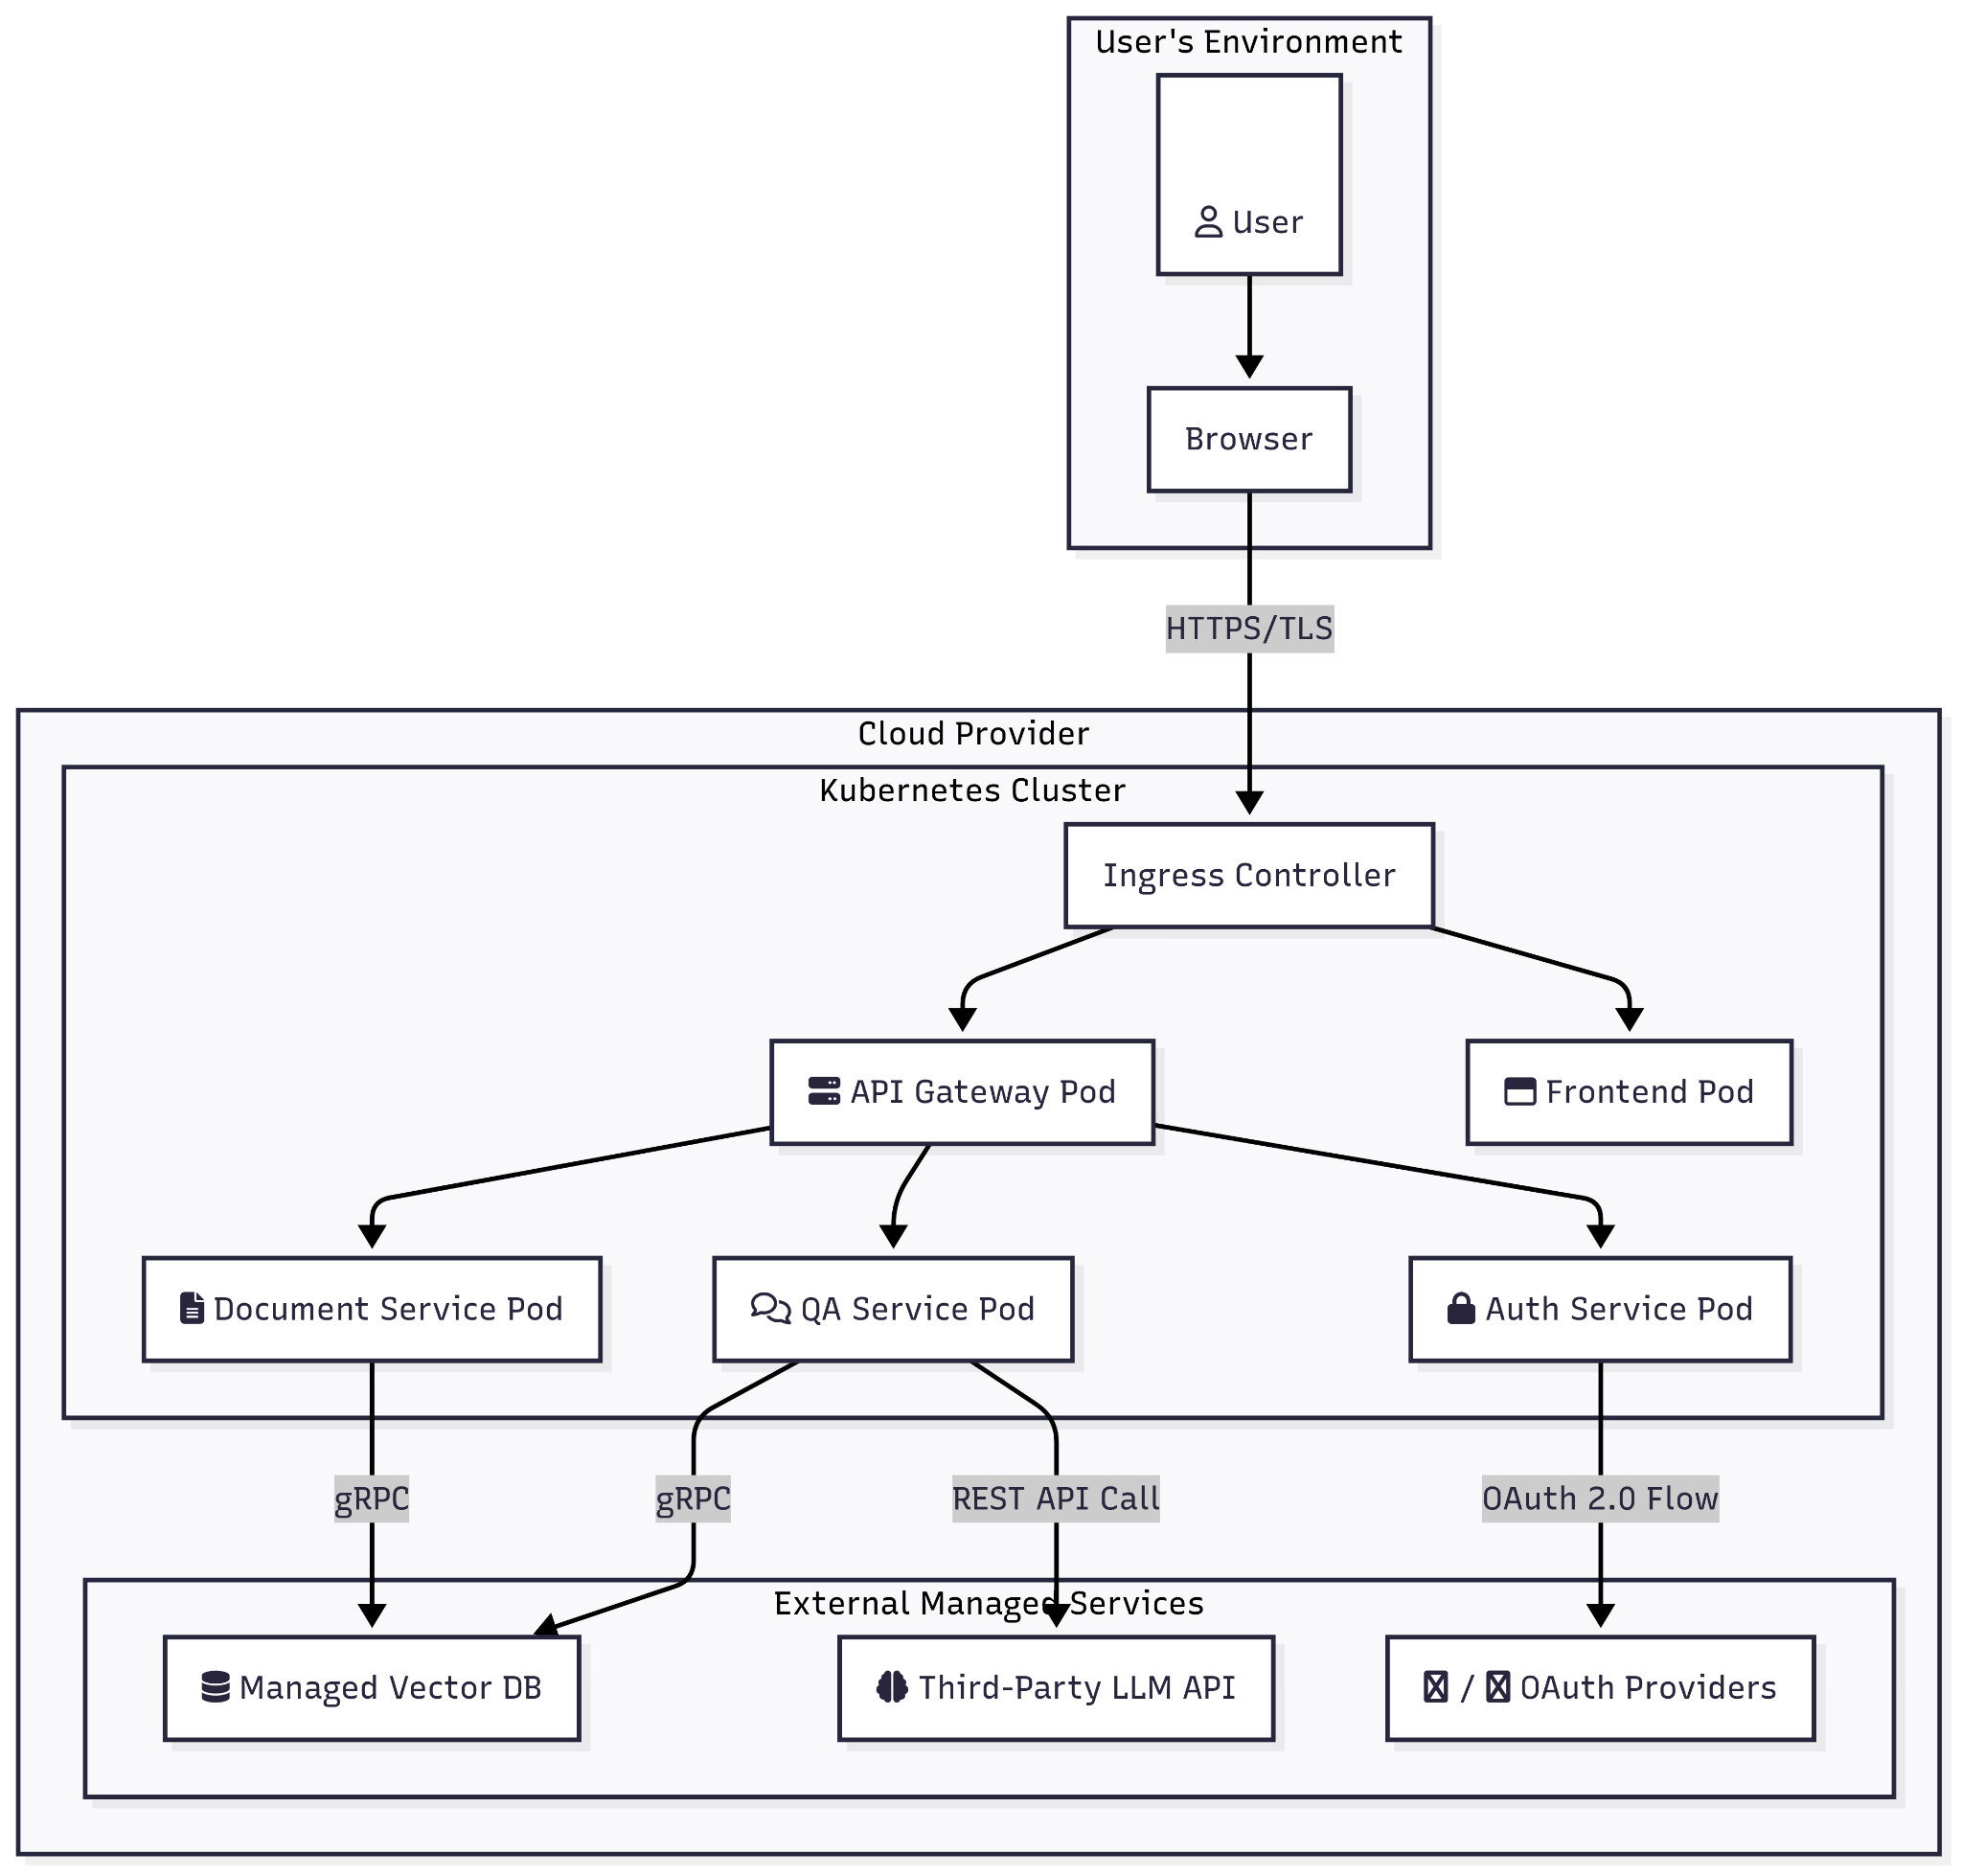 User's Environment
User
Browser
HTTPS/TLS
Cloud Provider
Kubernetes Cluster
Ingress Controller
API Gateway Pod
Frontend Pod
Document Service Pod
QA Service Pod
Auth Service Pod
gRPC
gRPC
REST API Call
OAuth 2.0 Flow
External Managed Services
Managed Vector DB
Third-Party LLM API
/ OAuth Providers